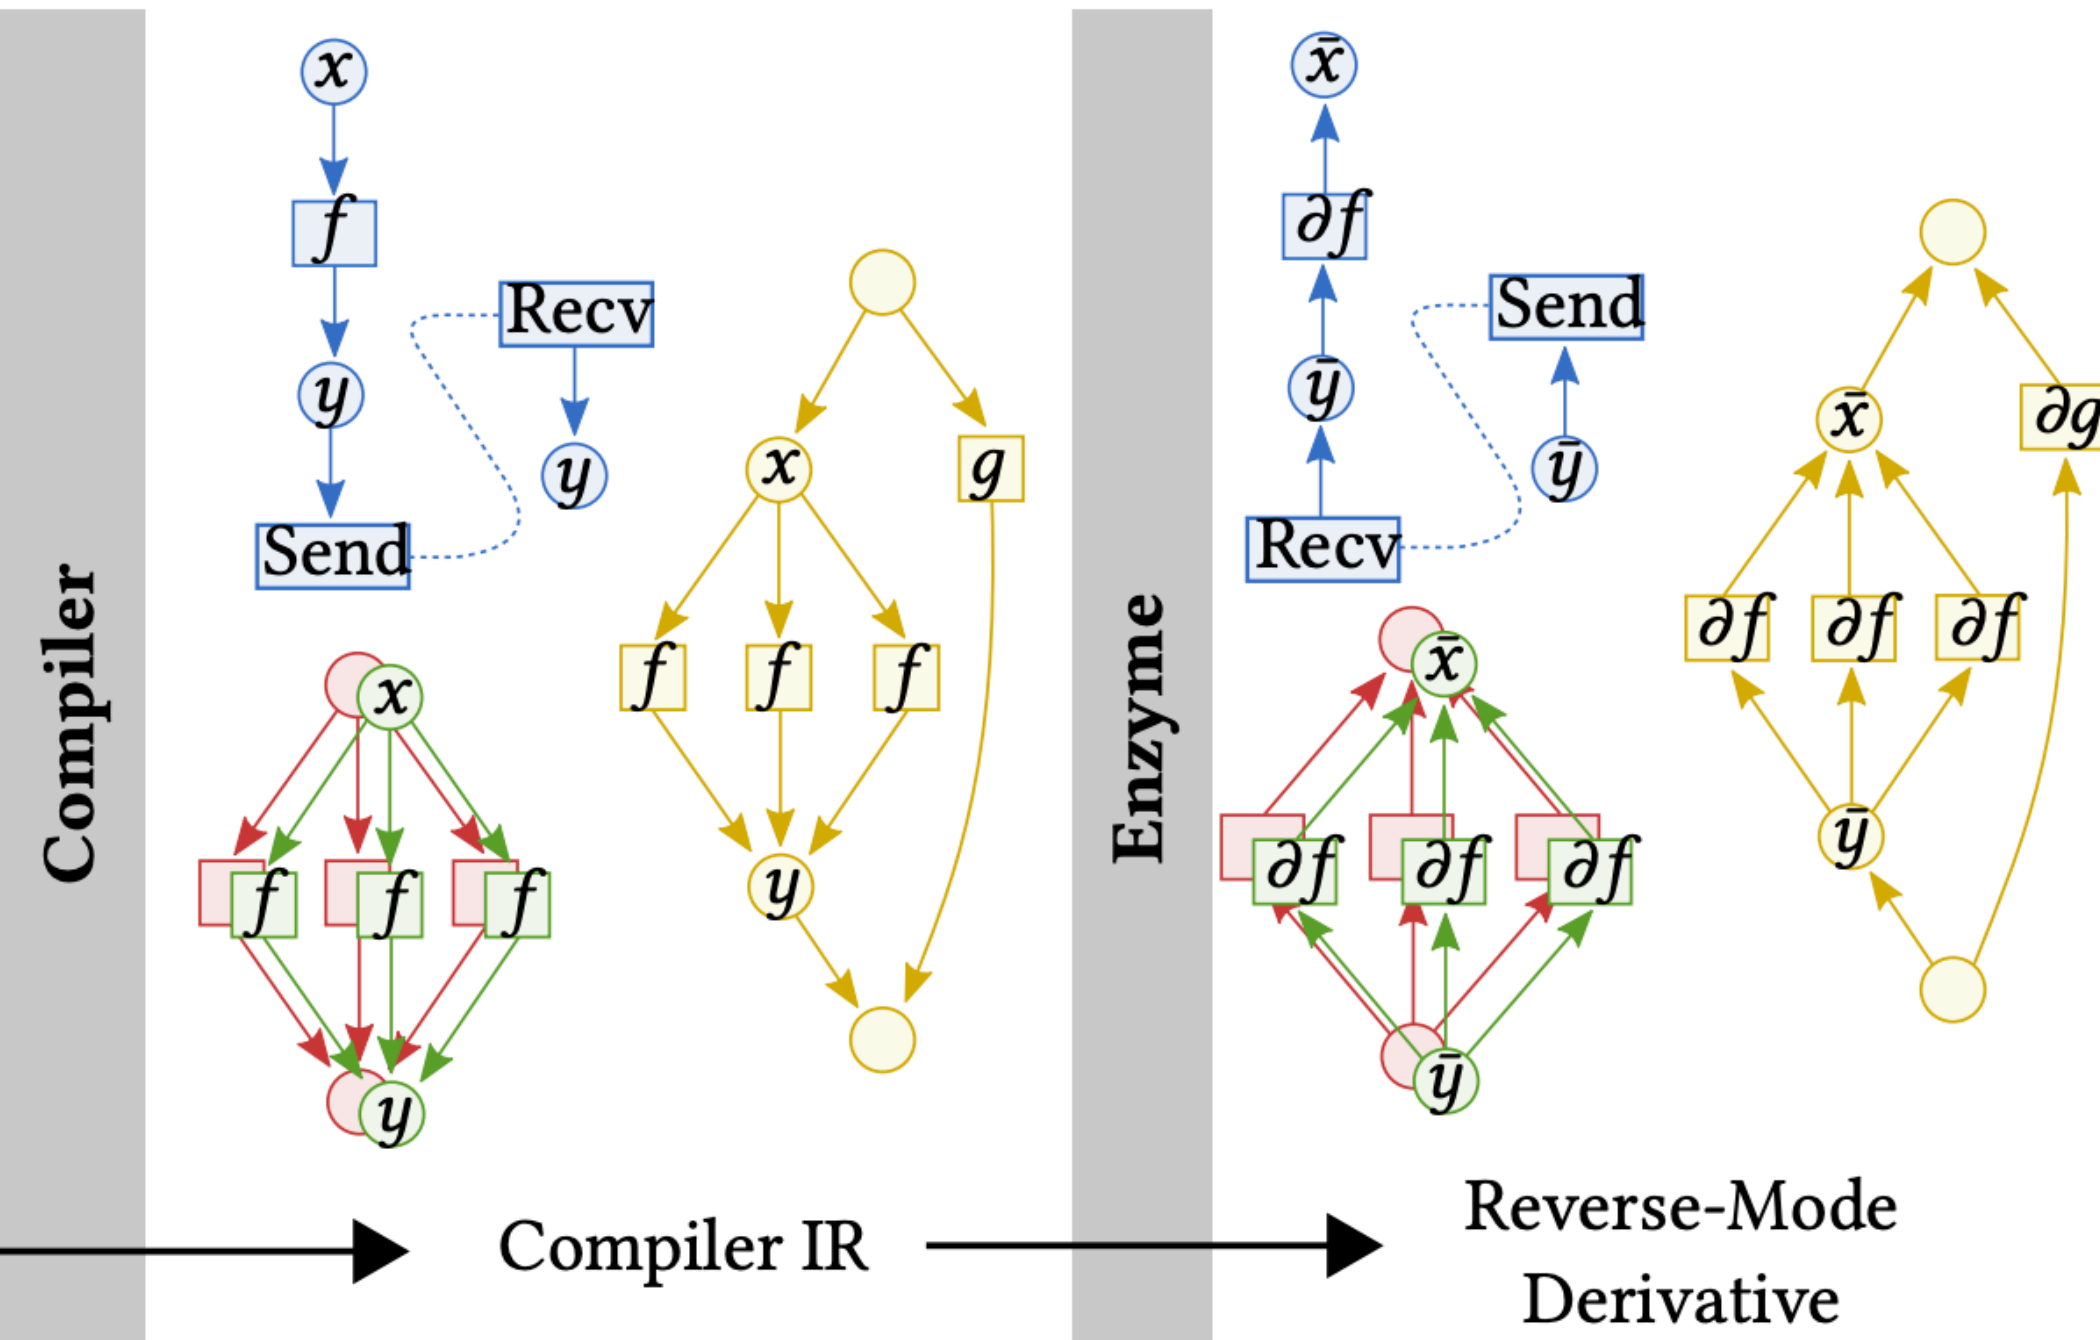 Compiler
x
f
y
Send
Recv
y
x
g
f f f
y
x
f f f
y
Compiler IR
Enzyme
x̄
∂f
ȳ
Recv
Send
ȳ
x̄
∂g
∂f ∂f ∂f
ȳ
x̄
∂f ∂f ∂f
ȳ
Reverse-Mode
Derivative